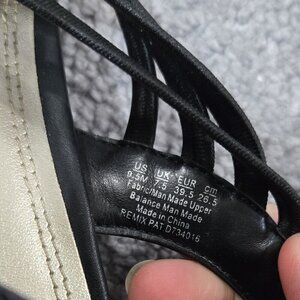 US UK EUR cm
9.5M 7.5 39.5 26.5
Fabric/Man Made Upper
Balance Man Made
Made in China
REMIX PAT D734016